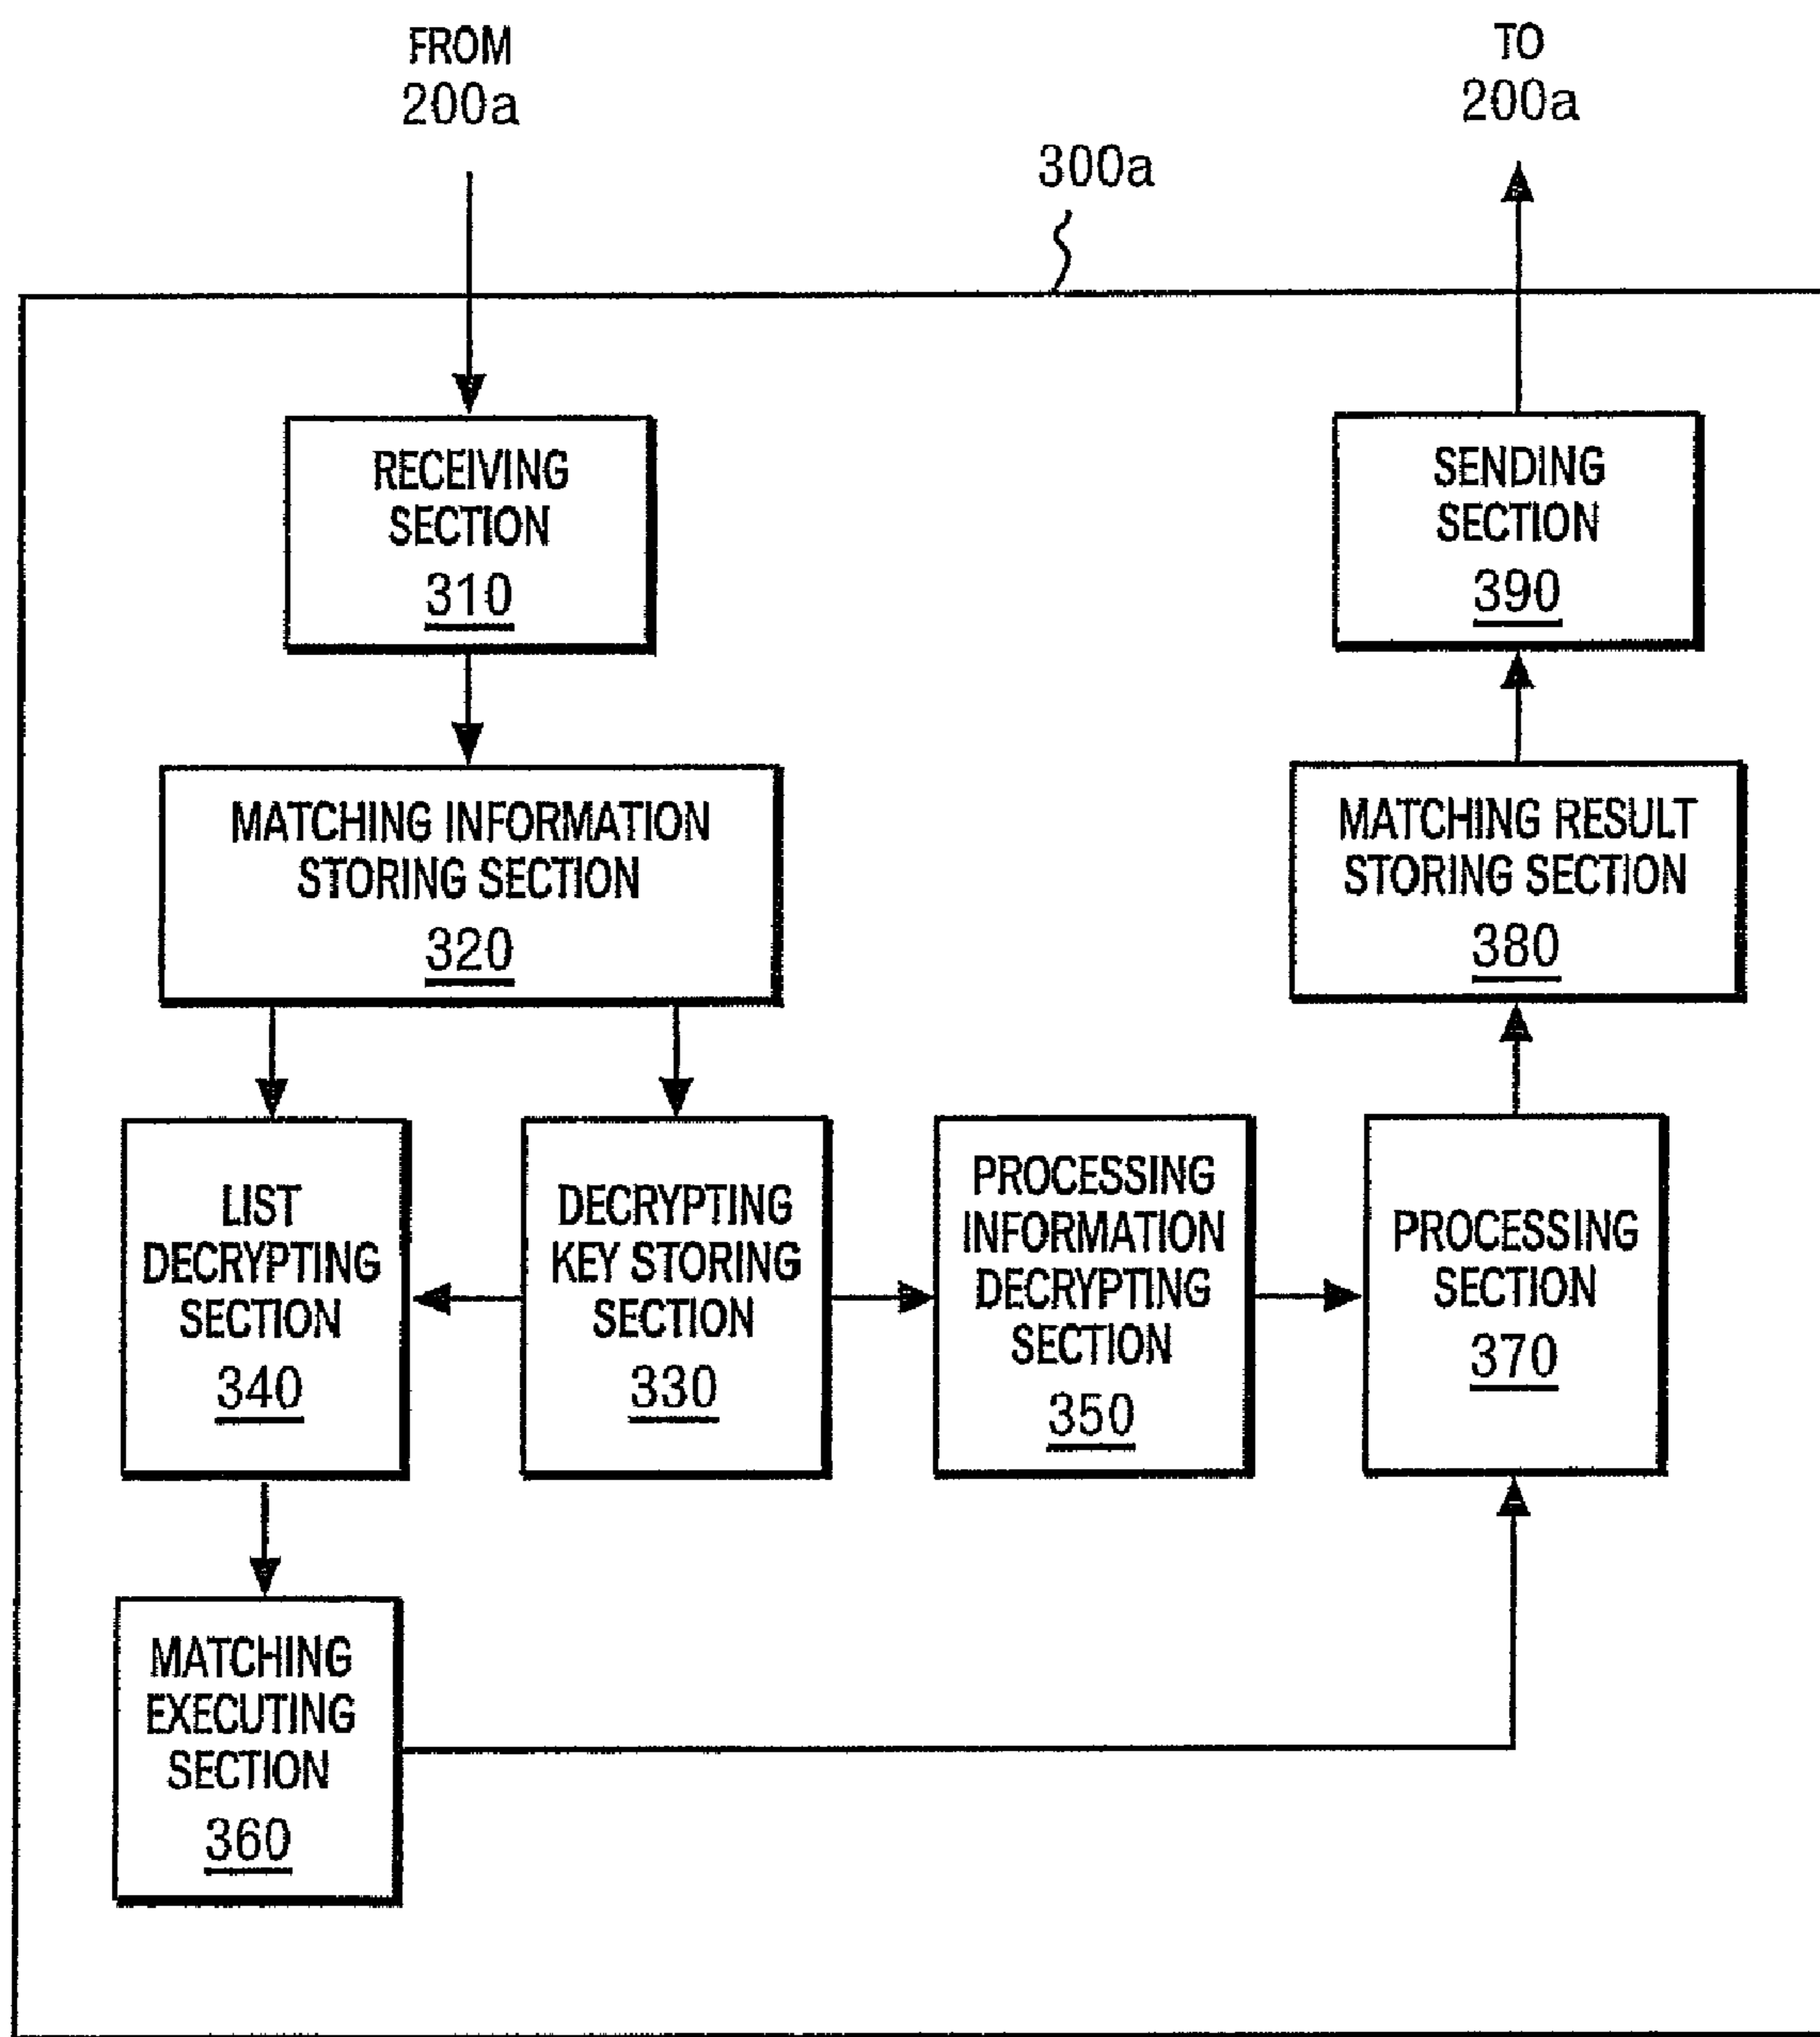 FROM
200a
TO
200a
300a
RECEIVING
SECTION
310
SENDING
SECTION
390
MATCHING INFORMATION
STORING SECTION
320
MATCHING RESULT
STORING SECTION
380
LIST
DECRYPTING
SECTION
340
DECRYPTING
KEY STORING
SECTION
330
PROCESSING
INFORMATION
DECRYPTING
SECTION
350
PROCESSING
SECTION
370
MATCHING
EXECUTING
SECTION
360